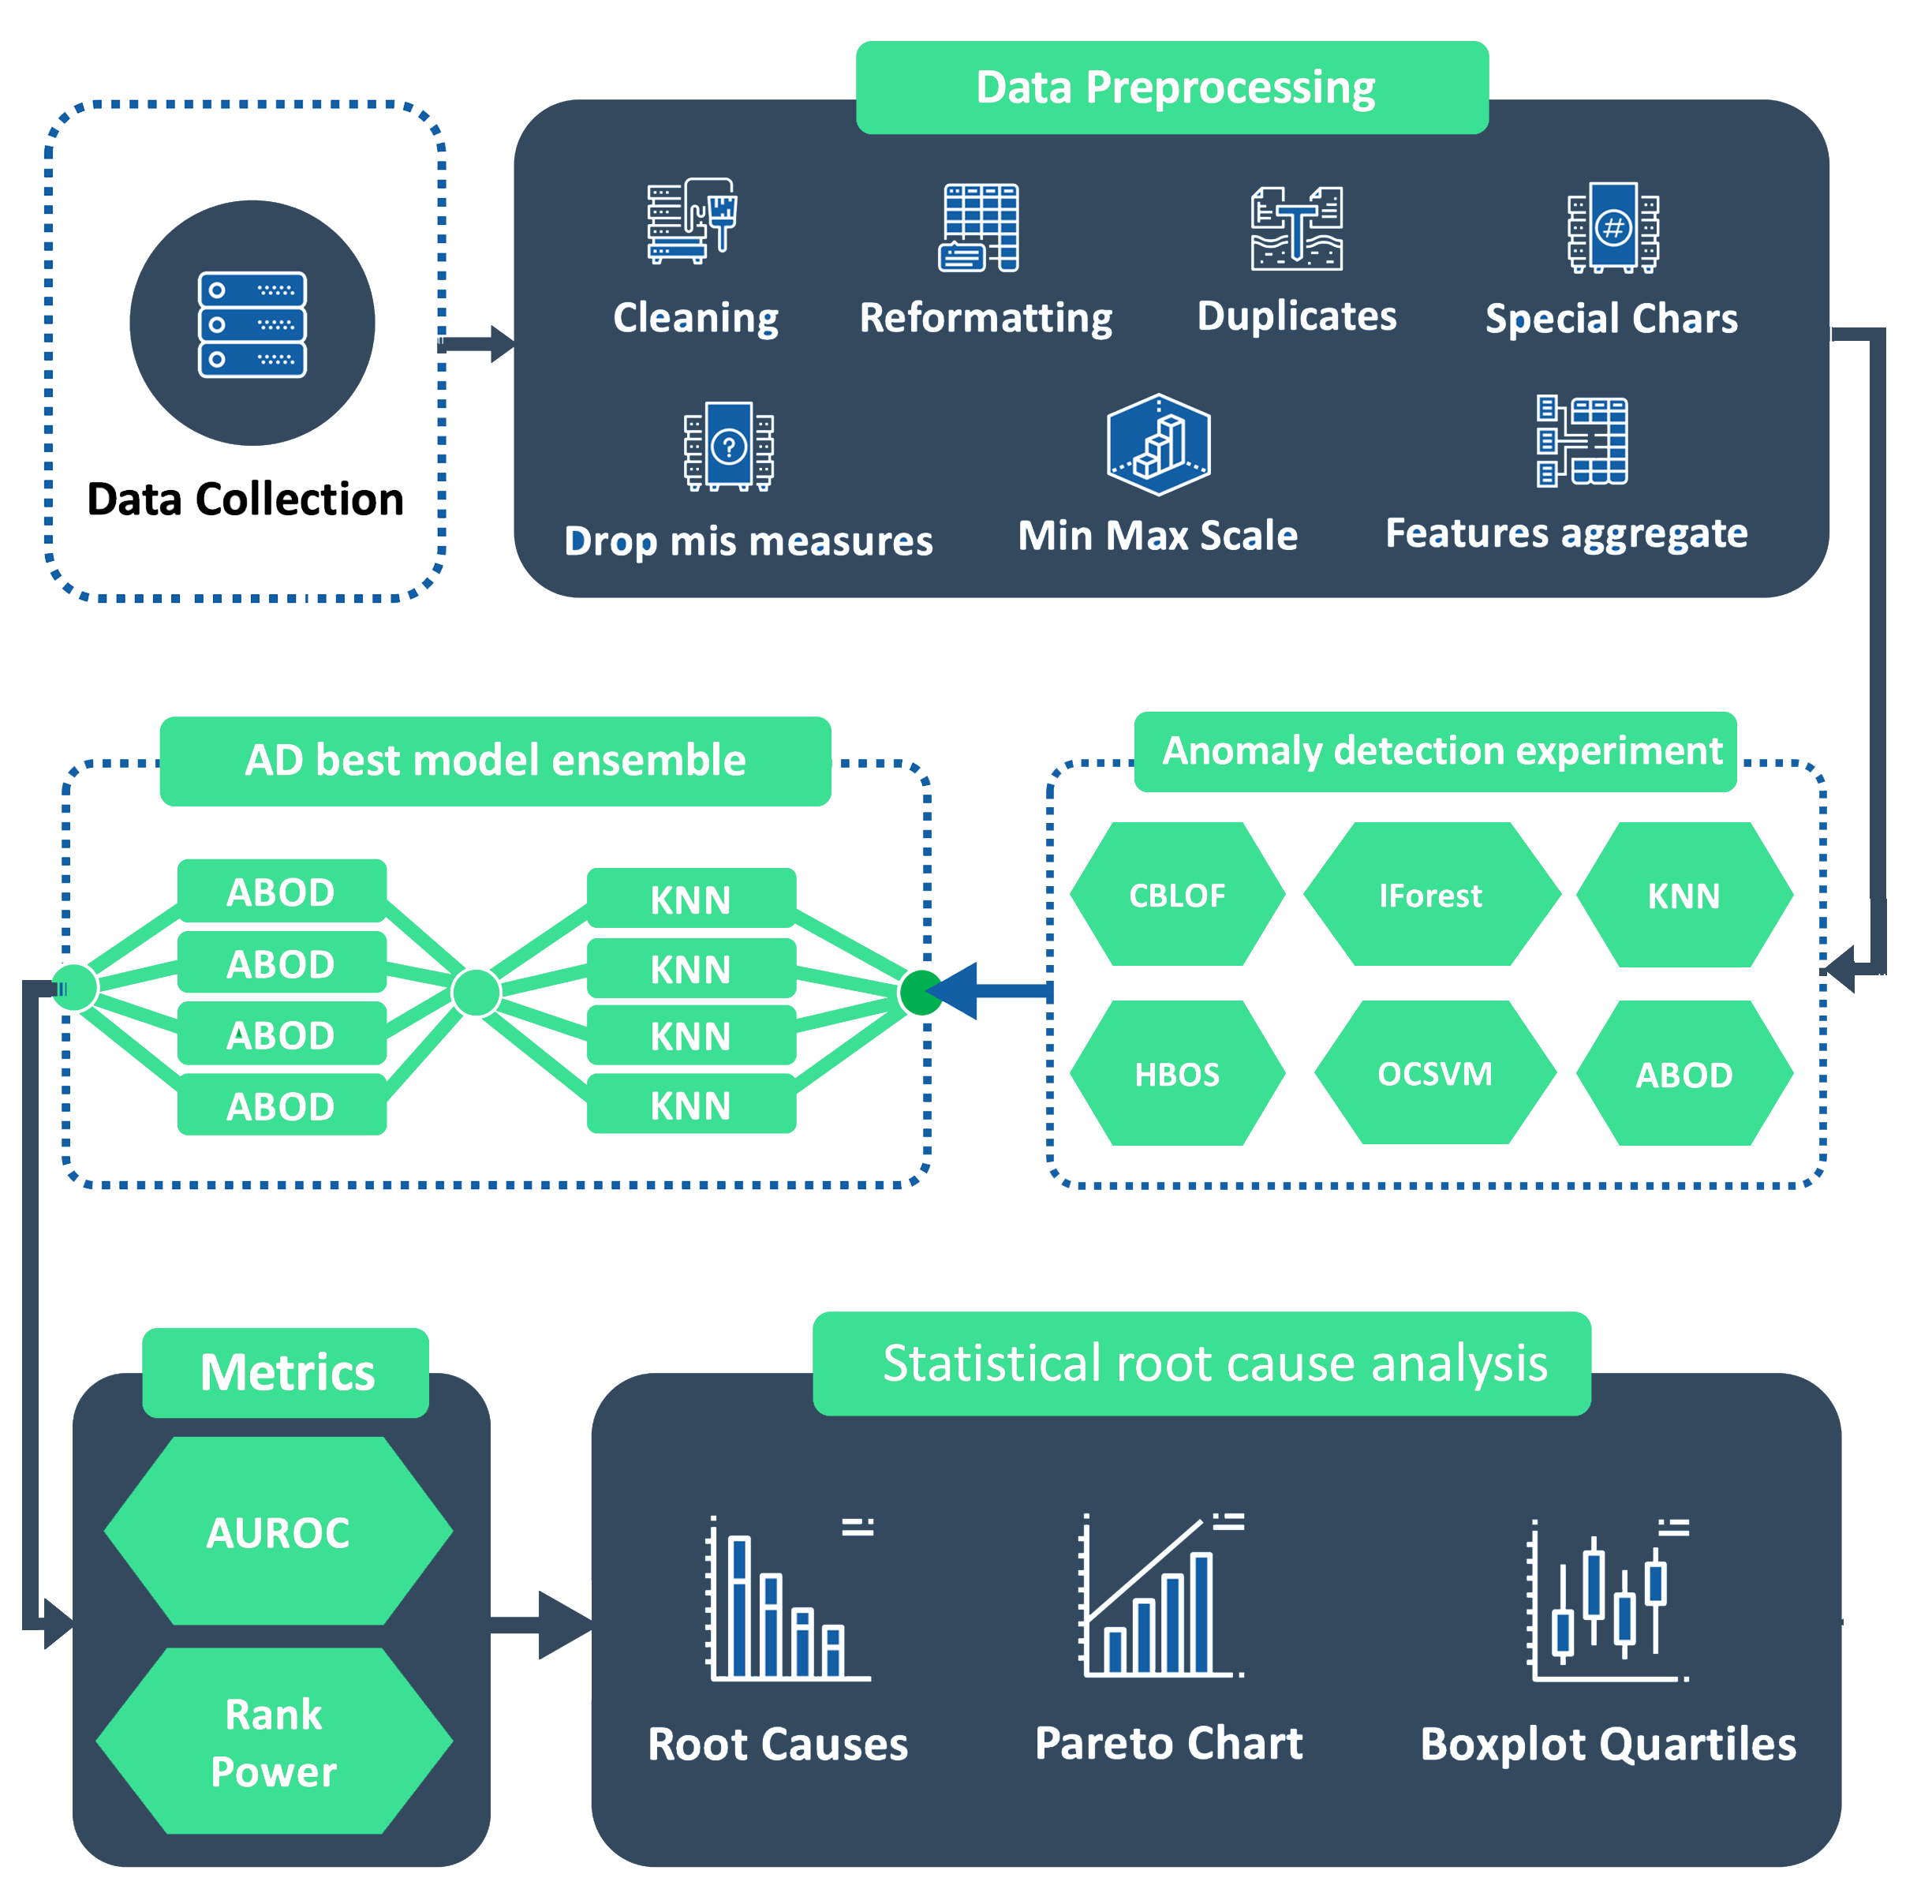 Data Preprocessing
Data Collection
Cleaning
Reformatting
Duplicates
Special Chars
#
?
Drop mis measures
Min Max Scale
Features aggregate
AD best model ensemble
ABOD
ABOD
ABOD
ABOD
KNN
KNN
KNN
KNN
Anomaly detection experiment
CBLOF
IForest
KNN
HBOS
OCSVM
ABOD
Metrics
AUROC
Rank
Power
Statistical root cause analysis
Root Causes
Pareto Chart
Boxplot Quartiles